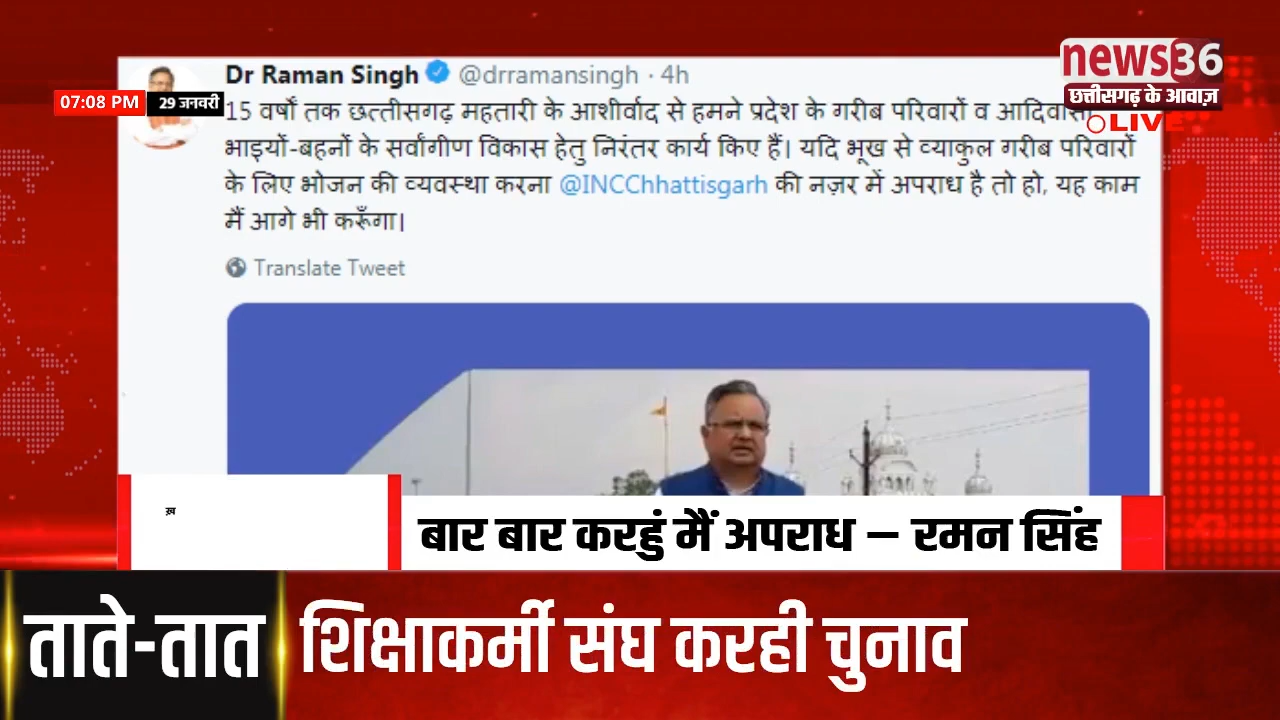 news36
छत्तीसगढ़ के आवाज़
LIVE
07:08 PM
29 जनवरी
Dr Raman Singh @drramansingh · 4h
15 वर्षों तक छत्तीसगढ़ महतारी के आशीर्वाद से हमने प्रदेश के गरीब परिवारों व
भाइयों-बहनों के सर्वांगीण विकास हेतु निरंतर कार्य किए हैं। यदि भूख से व्याकुल गरीब परिवारों
के लिए भोजन की व्यवस्था करना @INCChhattisgarh की नज़र में अपराध है तो हो, यह काम
मैं आगे भी करूँगा।
Translate Tweet
ख़
बार बार करहुं मैं अपराध – रमन सिंह
ताते-तात
शिक्षाकर्मी संघ करही चुनाव